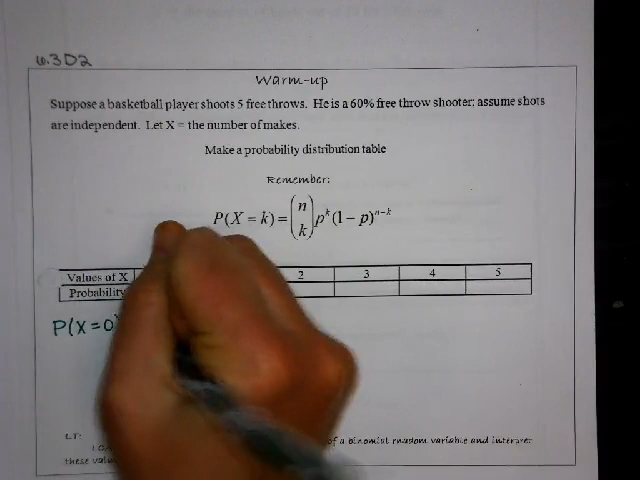 6.3D2
Warm-up
Suppose a basketball player shoots 5 free throws. He is a 60% free throw shooter; assume shots
are independent. Let X = the number of makes.
Make a probability distribution table
Remember:
P(X = k) = (n k) p^k (1 − p)^(n−k)
Values of X 2 3 4 5
Probability
P(X=0)
LT:
of a binomial random variable and interpret
these